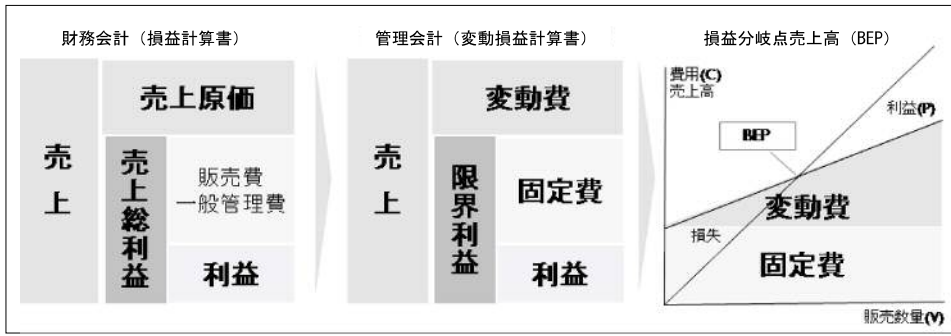 財務会計（損益計算書）
売上
売上原価
売上総利益
販売費
一般管理費
利益
管理会計（変動損益計算書）
売上
変動費
限界利益
固定費
利益
損益分岐点売上高（BEP）
費用(C)
売上高
利益(P)
BEP
変動費
損失
固定費
販売数量(V)